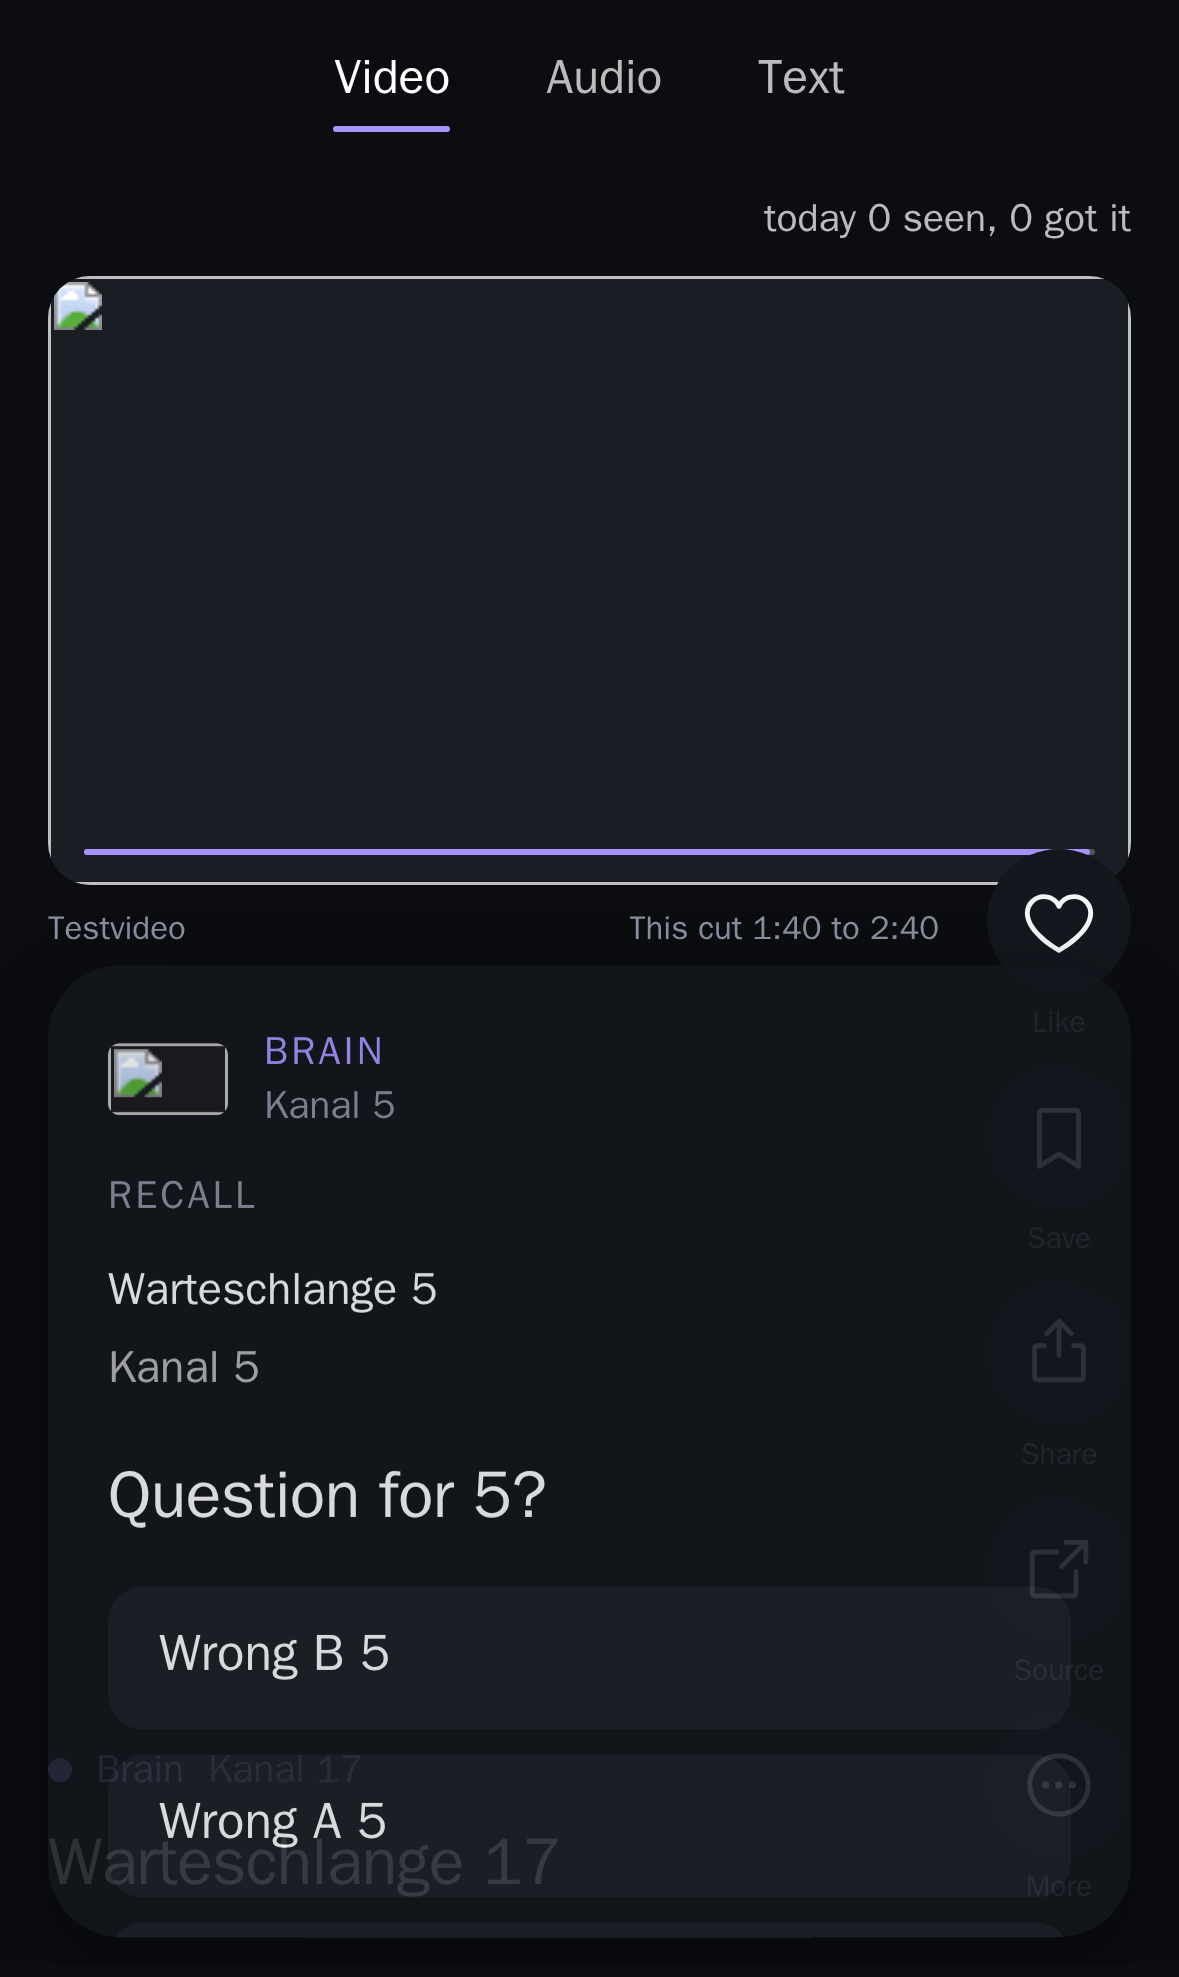 Video Audio Text
today 0 seen, 0 got it
Testvideo This cut 1:40 to 2:40
Like
BRAIN
Kanal 5
Save
RECALL
Warteschlange 5
Kanal 5
Share
Question for 5?
Wrong B 5
Source
Brain Kanal 17
Wrong A 5
Warteschlange 17
More